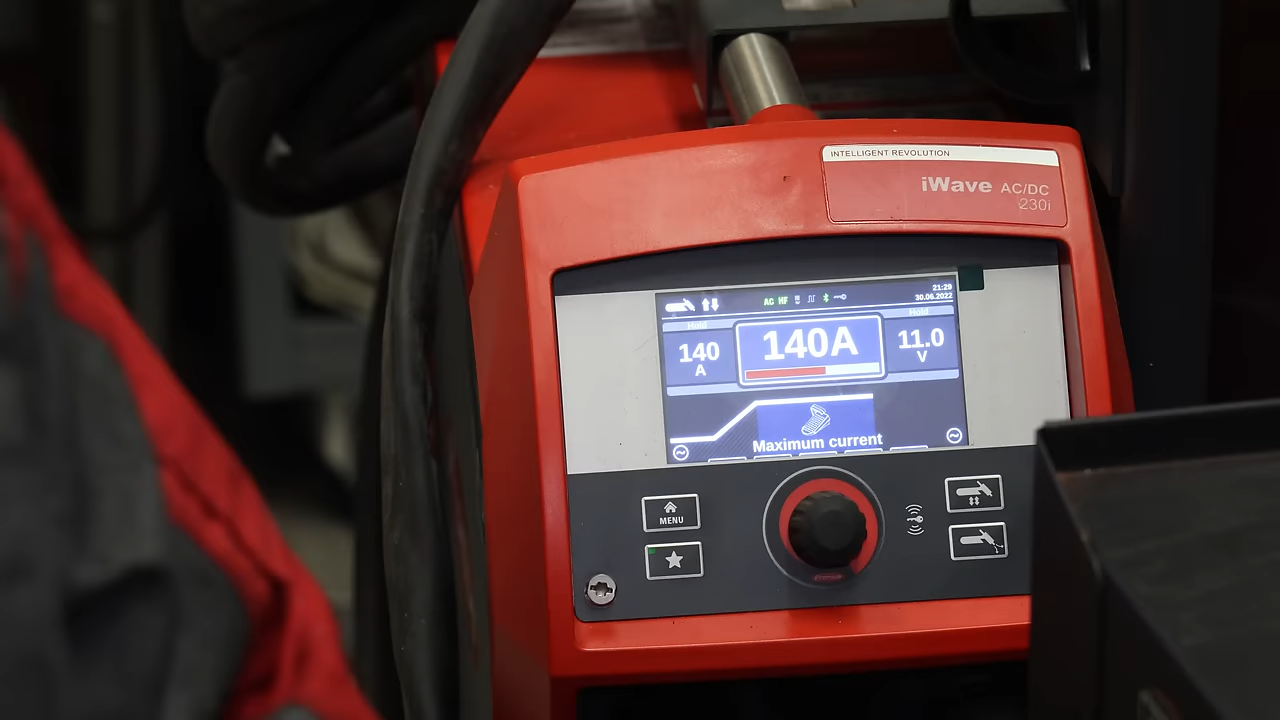 INTELLIGENT REVOLUTION
iWave AC/DC
230i
21:29
AC HF
30.06.2022
Hold
Hold
140
A
140A
11.0
V
Maximum current
MENU